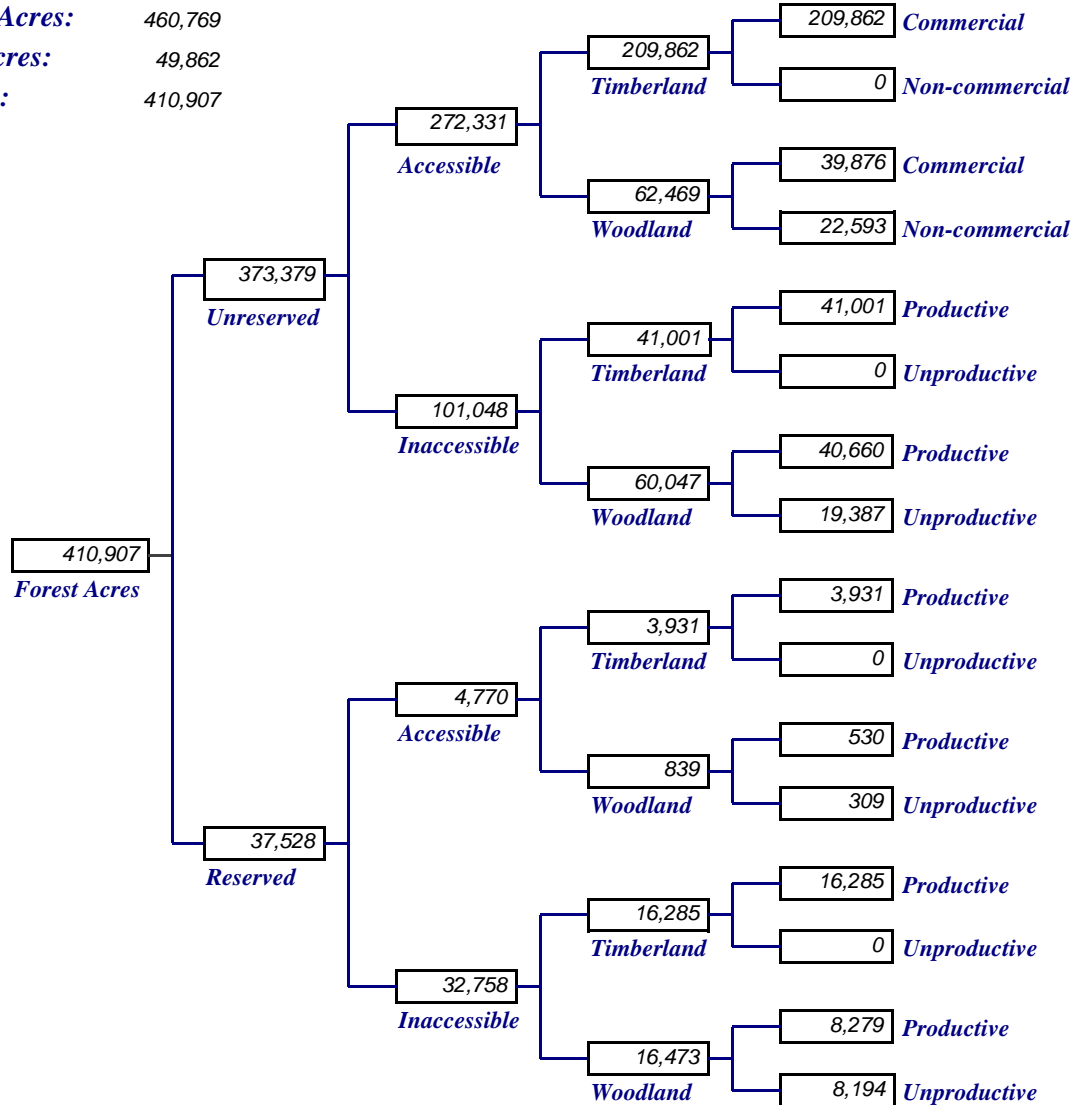 Acres: 460,769
cres: 49,862
: 410,907
209,862 Commercial
209,862
Timberland
0 Non-commercial
272,331
Accessible
39,876 Commercial
62,469
Woodland
22,593 Non-commercial
373,379
Unreserved
41,001 Productive
41,001
Timberland
0 Unproductive
101,048
Inaccessible
40,660 Productive
60,047
Woodland
19,387 Unproductive
410,907
Forest Acres
3,931 Productive
3,931
Timberland
0 Unproductive
4,770
Accessible
530 Productive
839
Woodland
309 Unproductive
37,528
Reserved
16,285 Productive
16,285
Timberland
0 Unproductive
32,758
Inaccessible
8,279 Productive
16,473
Woodland
8,194 Unproductive